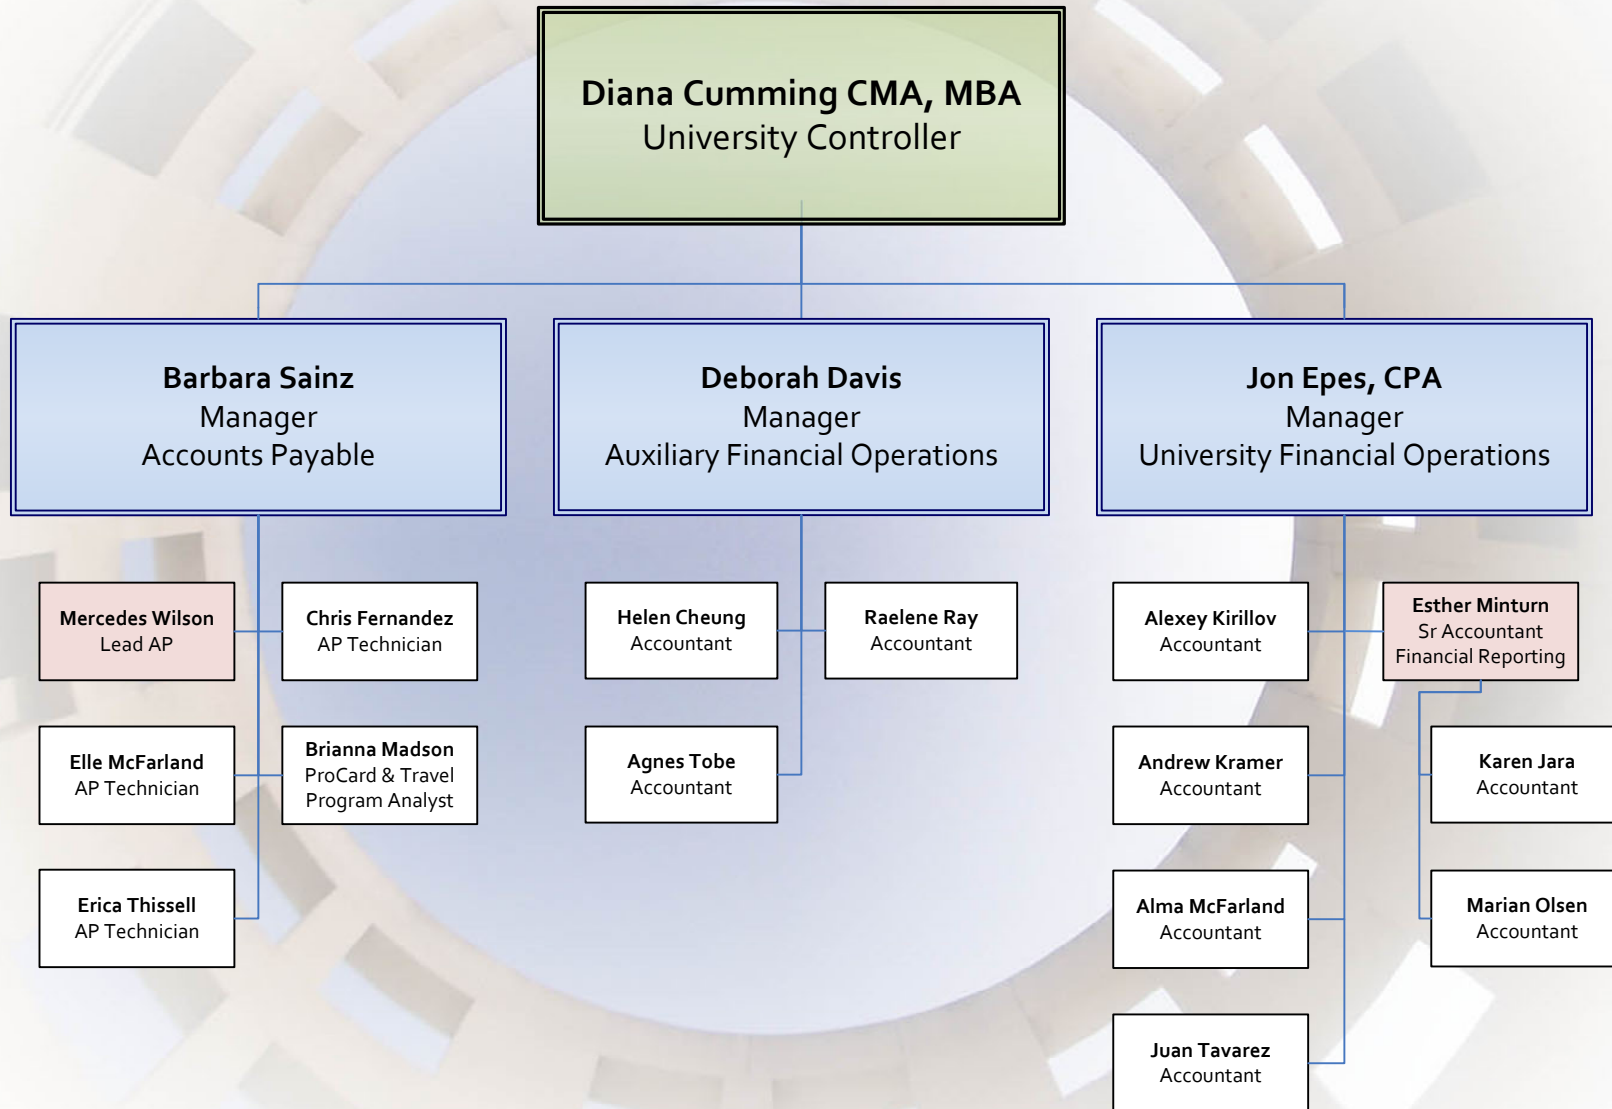 Diana Cumming CMA, MBA
University Controller
Barbara Sainz
Manager
Accounts Payable
Deborah Davis
Manager
Auxiliary Financial Operations
Jon Epes, CPA
Manager
University Financial Operations
Mercedes Wilson
Lead AP
Chris Fernandez
AP Technician
Elle McFarland
AP Technician
Brianna Madson
ProCard & Travel
Program Analyst
Erica Thissell
AP Technician
Helen Cheung
Accountant
Raelene Ray
Accountant
Agnes Tobe
Accountant
Alexey Kirillov
Accountant
Esther Minturn
Sr Accountant
Financial Reporting
Andrew Kramer
Accountant
Karen Jara
Accountant
Alma McFarland
Accountant
Marian Olsen
Accountant
Juan Tavarez
Accountant